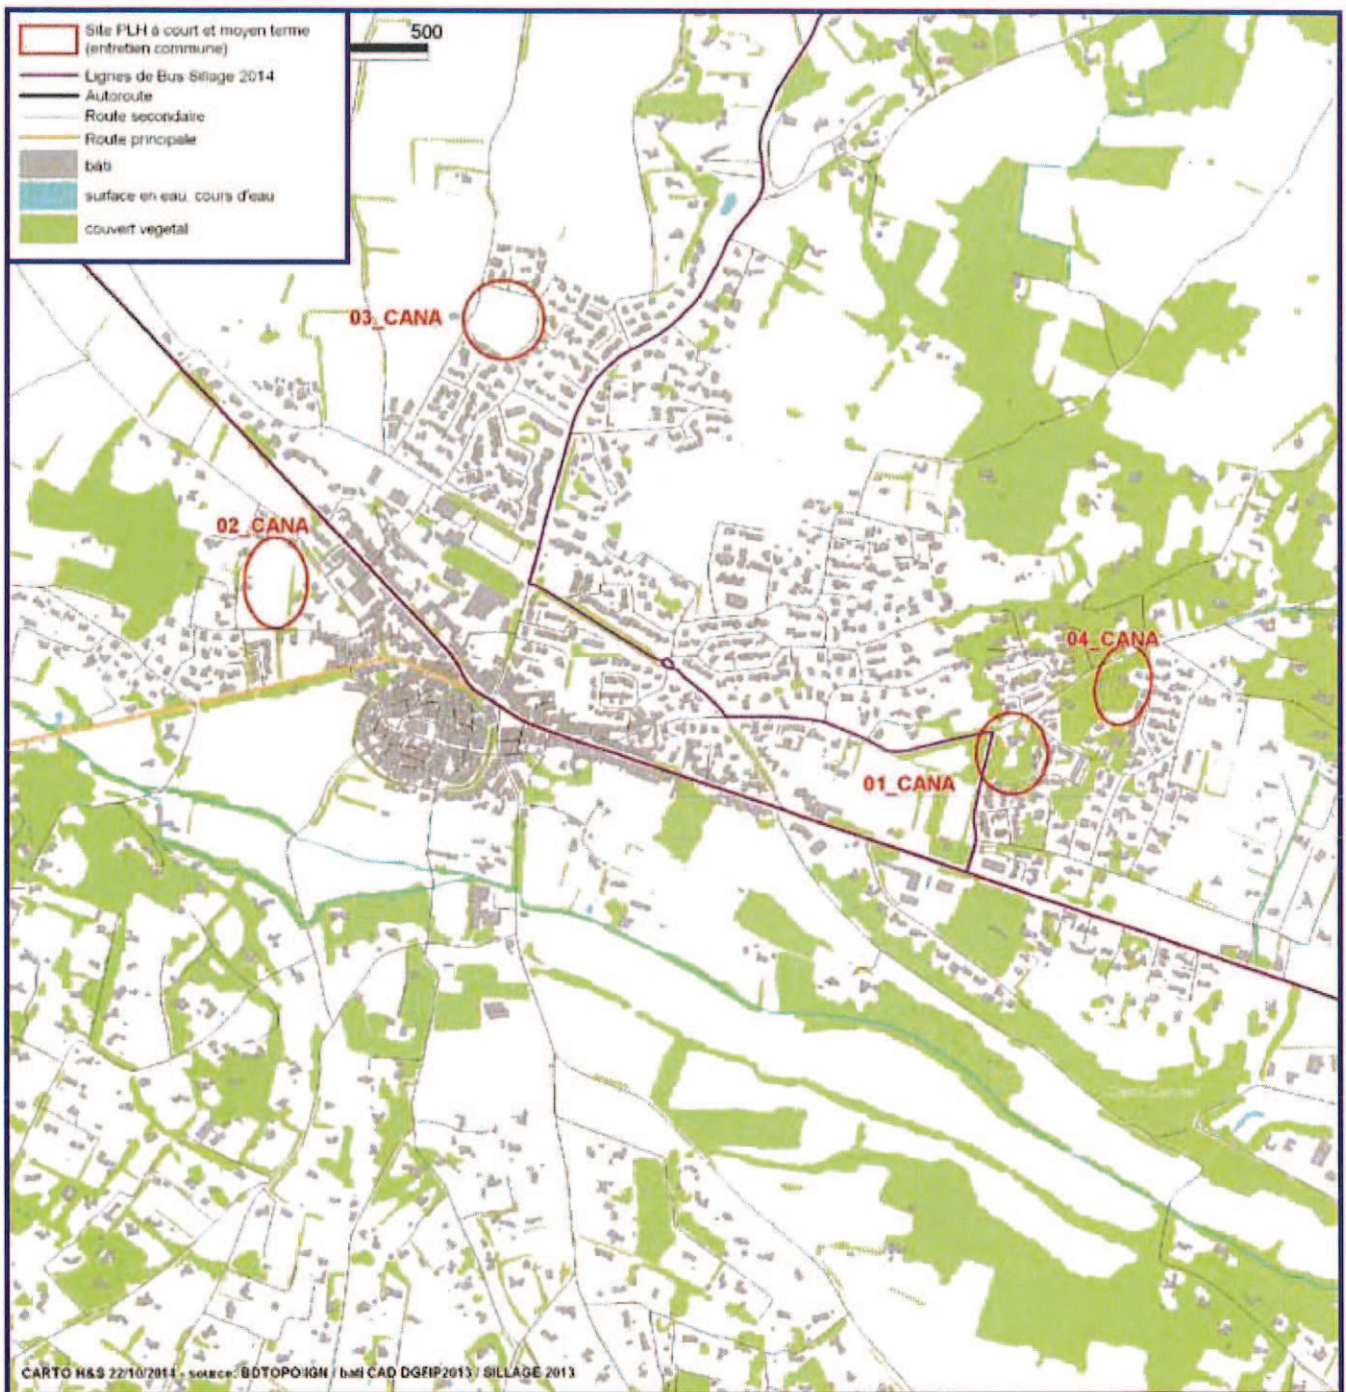 Site PLH à court et moyen terme
(entretien commune)
Lignes de Bus Sillage 2014
Autoroute
Route secondaire
Route principale
bâti
surface en eau, cours d'eau
couvert vegetal
500
03_CANA
02_CANA
04_CANA
01_CANA
CARTO H&S 22/10/2014 - source: BDTOPO IGN / bati CAD DGFIP2013 / SILLAGE 2013